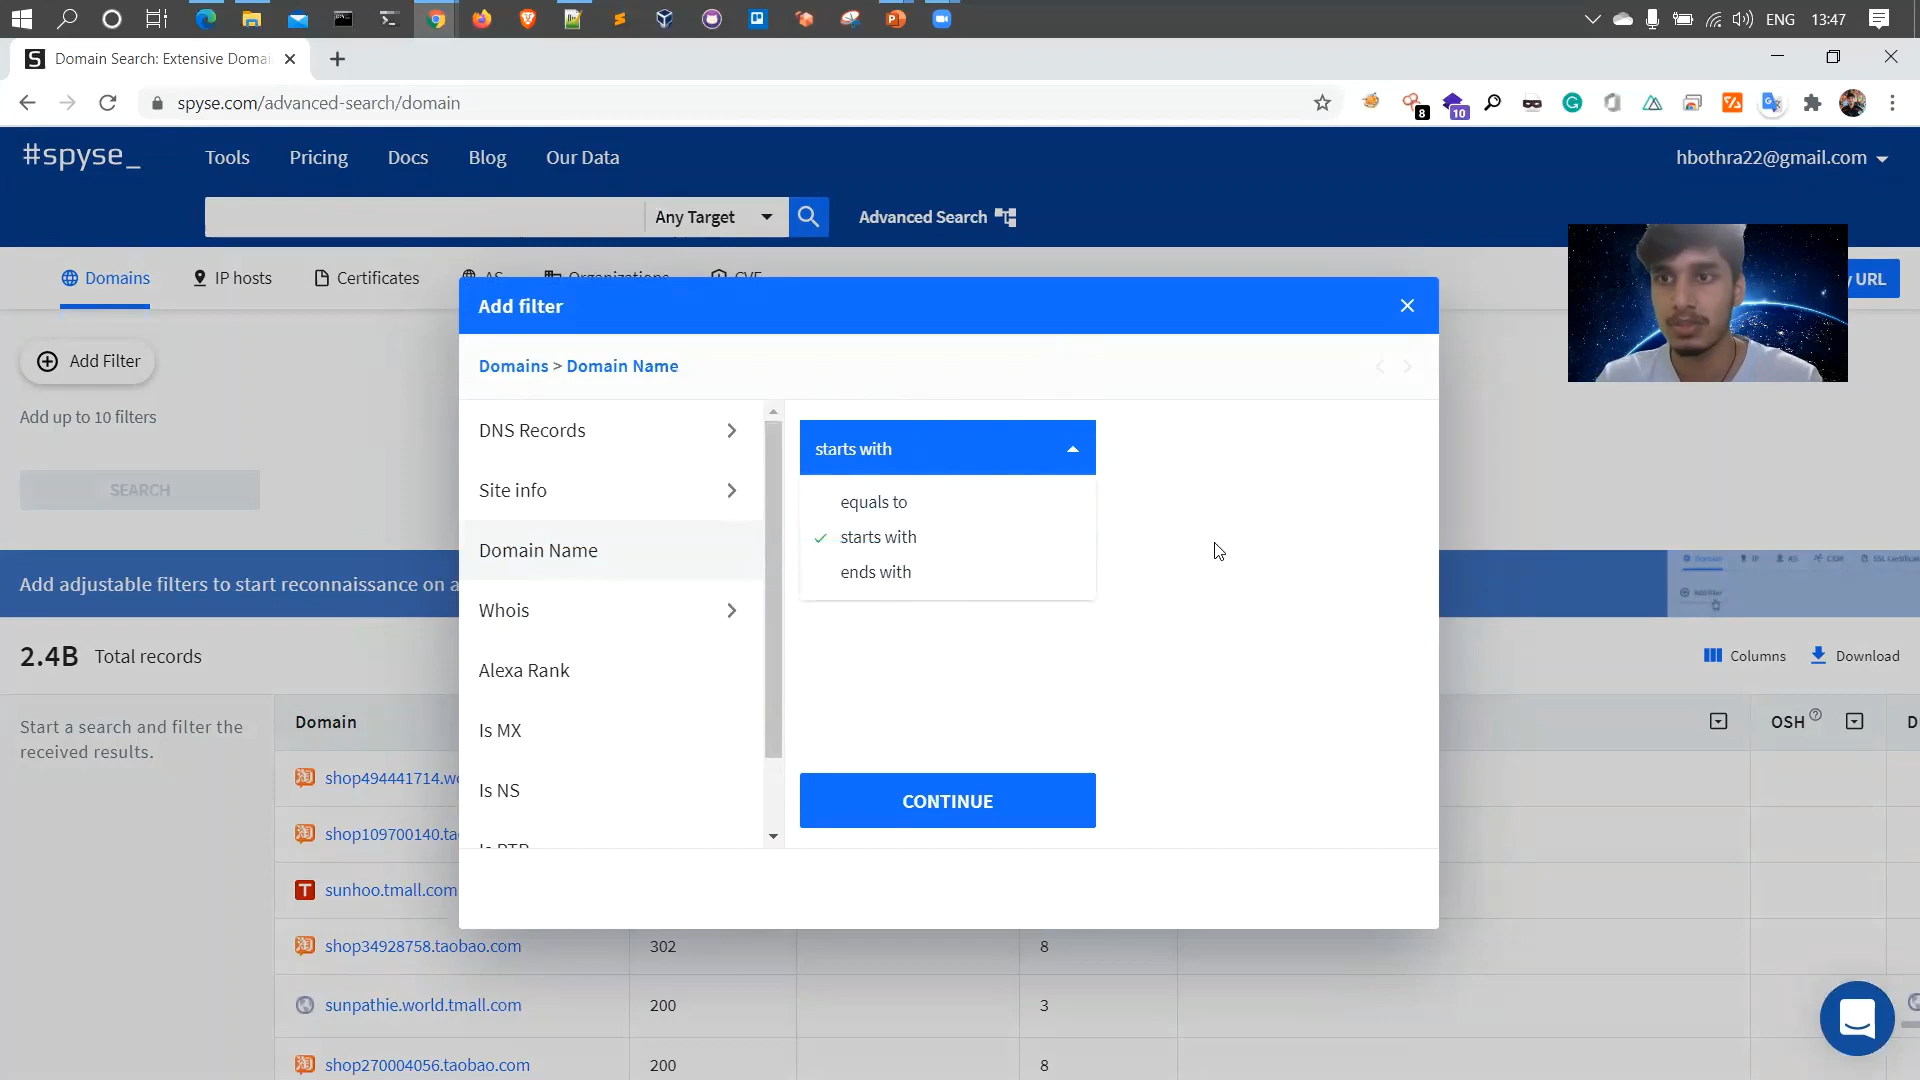 ENG 13:47
Domain Search: Extensive Domai
spyse.com/advanced-search/domain
8
10
#spyse_
Tools Pricing Docs Blog Our Data
hbothra22@gmail.com
Any Target
Advanced Search
Domains IP hosts Certificates AS Organizations CVE
URL
Add filter
Add Filter
Add up to 10 filters
Domains > Domain Name
DNS Records
Site info
Domain Name
Whois
Alexa Rank
Is MX
Is NS
Is PTR
starts with
equals to
starts with
ends with
CONTINUE
SEARCH
Add adjustable filters to start reconnaissance on a
2.4B Total records
Columns Download
Start a search and filter the
received results.
Domain
OSH
D
shop494441714.wo
shop109700140.ta
sunhoo.tmall.com
shop34928758.taobao.com 302 8
sunpathie.world.tmall.com 200 3
shop270004056.taobao.com 200 8